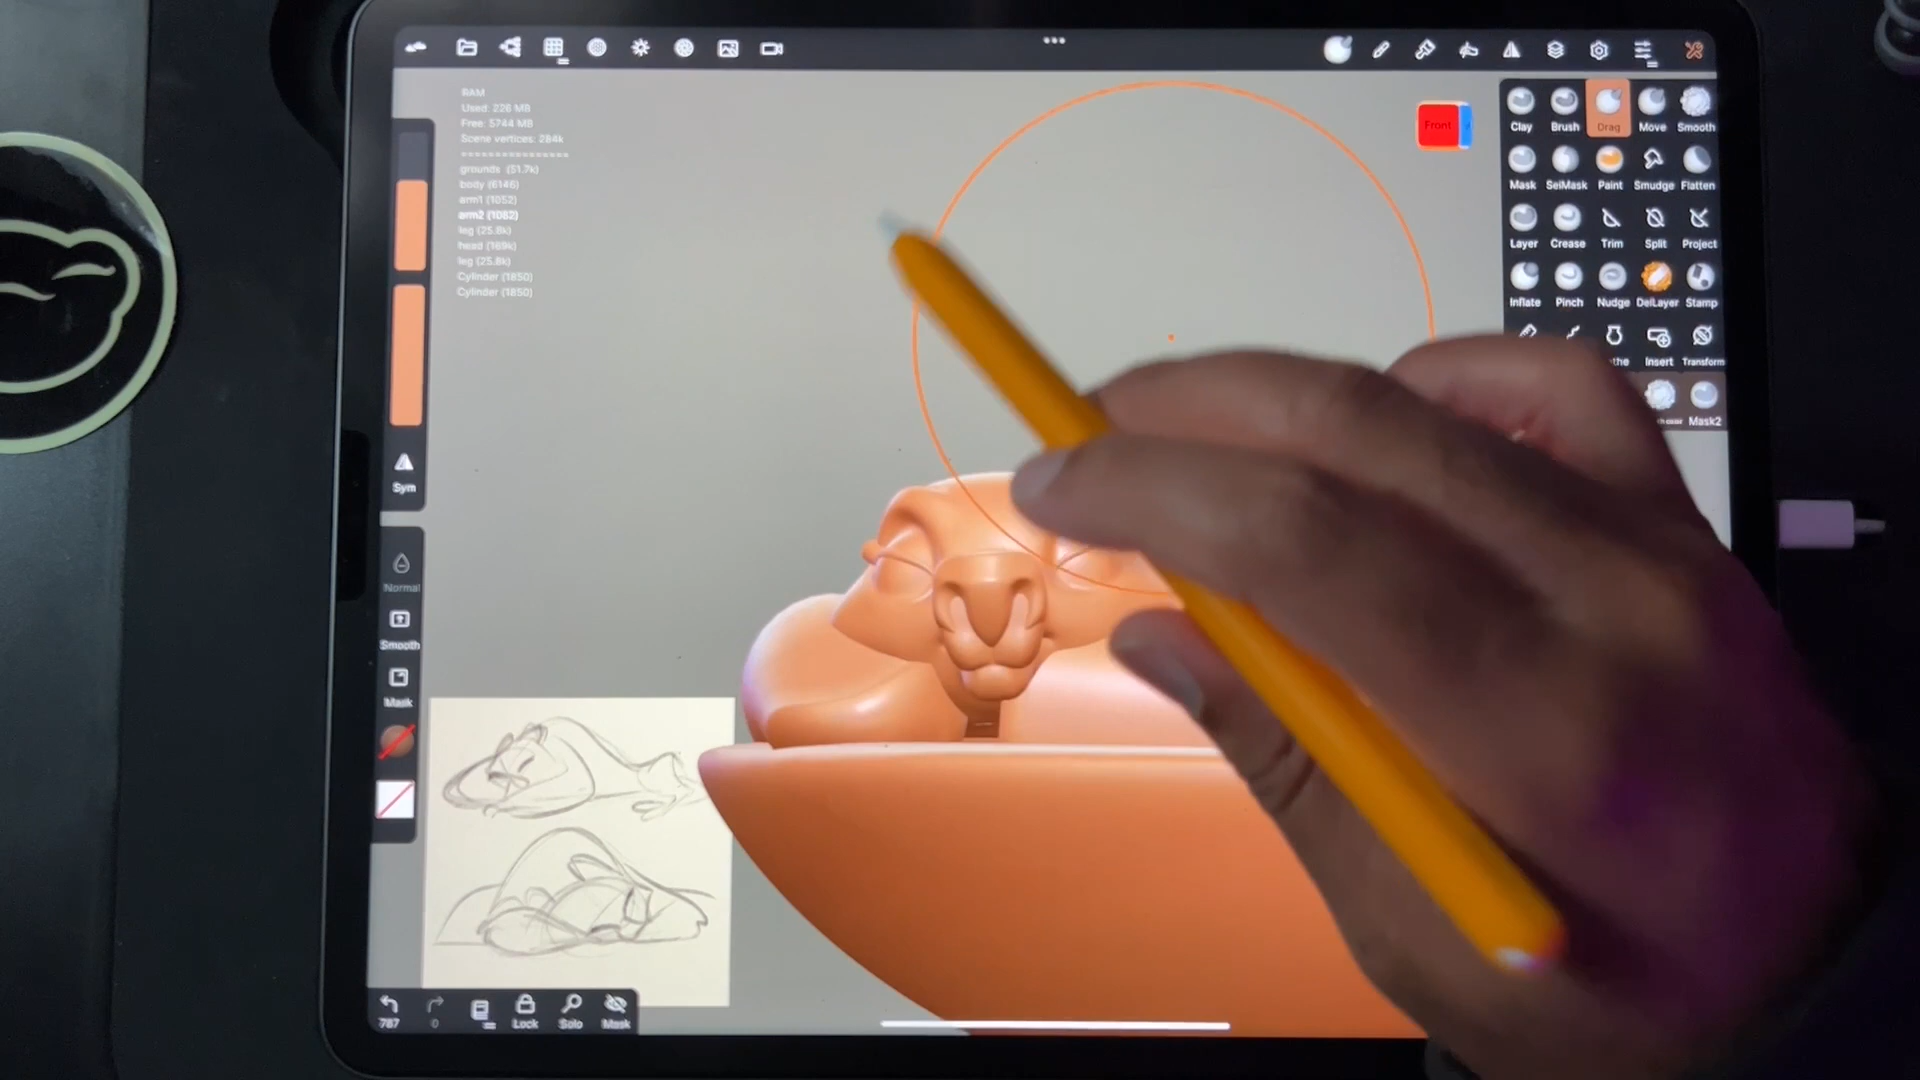 RAM
Used: 226 MB
Free: 5744 MB
Scene vertices: 284k
================
grounds (51.7k)
body (6146)
arm1 (1052)
arm2 (1082)
leg (25.8k)
head (169k)
leg (25.8k)
Cylinder (1850)
Cylinder (1850)
Sym
Normal
Smooth
Mask
787
0
Lock
Solo
Mask
Front
Clay Brush Drag Move Smooth
Mask SelMask Paint Smudge Flatten
Layer Crease Trim Split Project
Inflate Pinch Nudge DelLayer Stamp
Insert Transform
Mask2